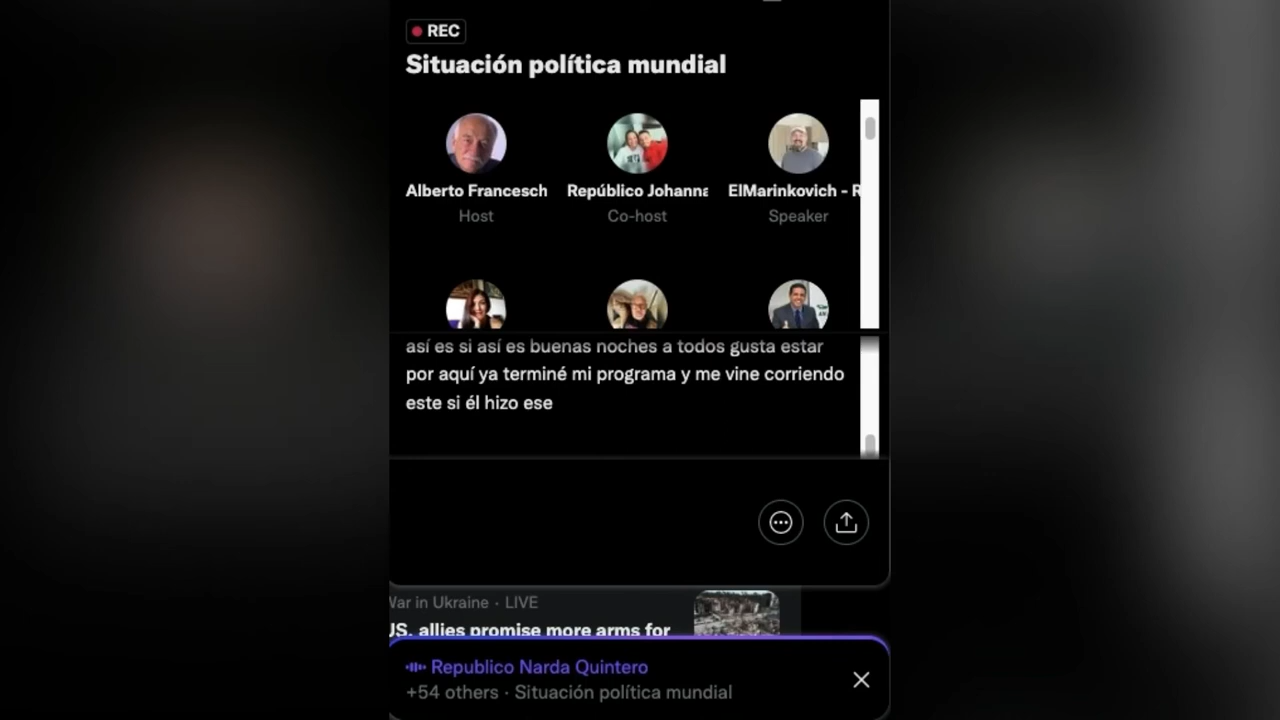 REC
Situación política mundial
Alberto Francesch
Host
Repúblico Johanna
Co-host
ElMarinkovich - R
Speaker
así es si así es buenas noches a todos gusta estar
por aquí ya terminé mi programa y me vine corriendo
este si él hizo ese
War in Ukraine · LIVE
US, allies promise more arms for
Republico Narda Quintero
+54 others · Situación política mundial